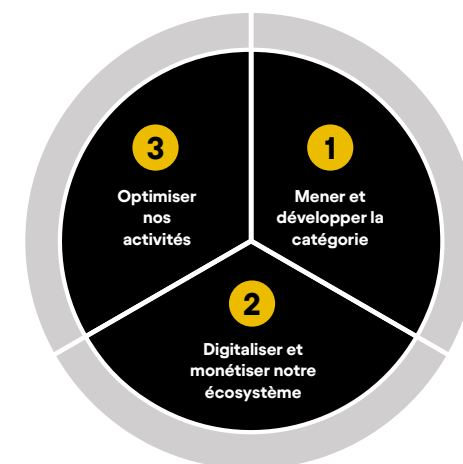 1
Mener et
développer la
catégorie
2
Digitaliser et
monétiser notre
écosystème
3
Optimiser
nos
activités